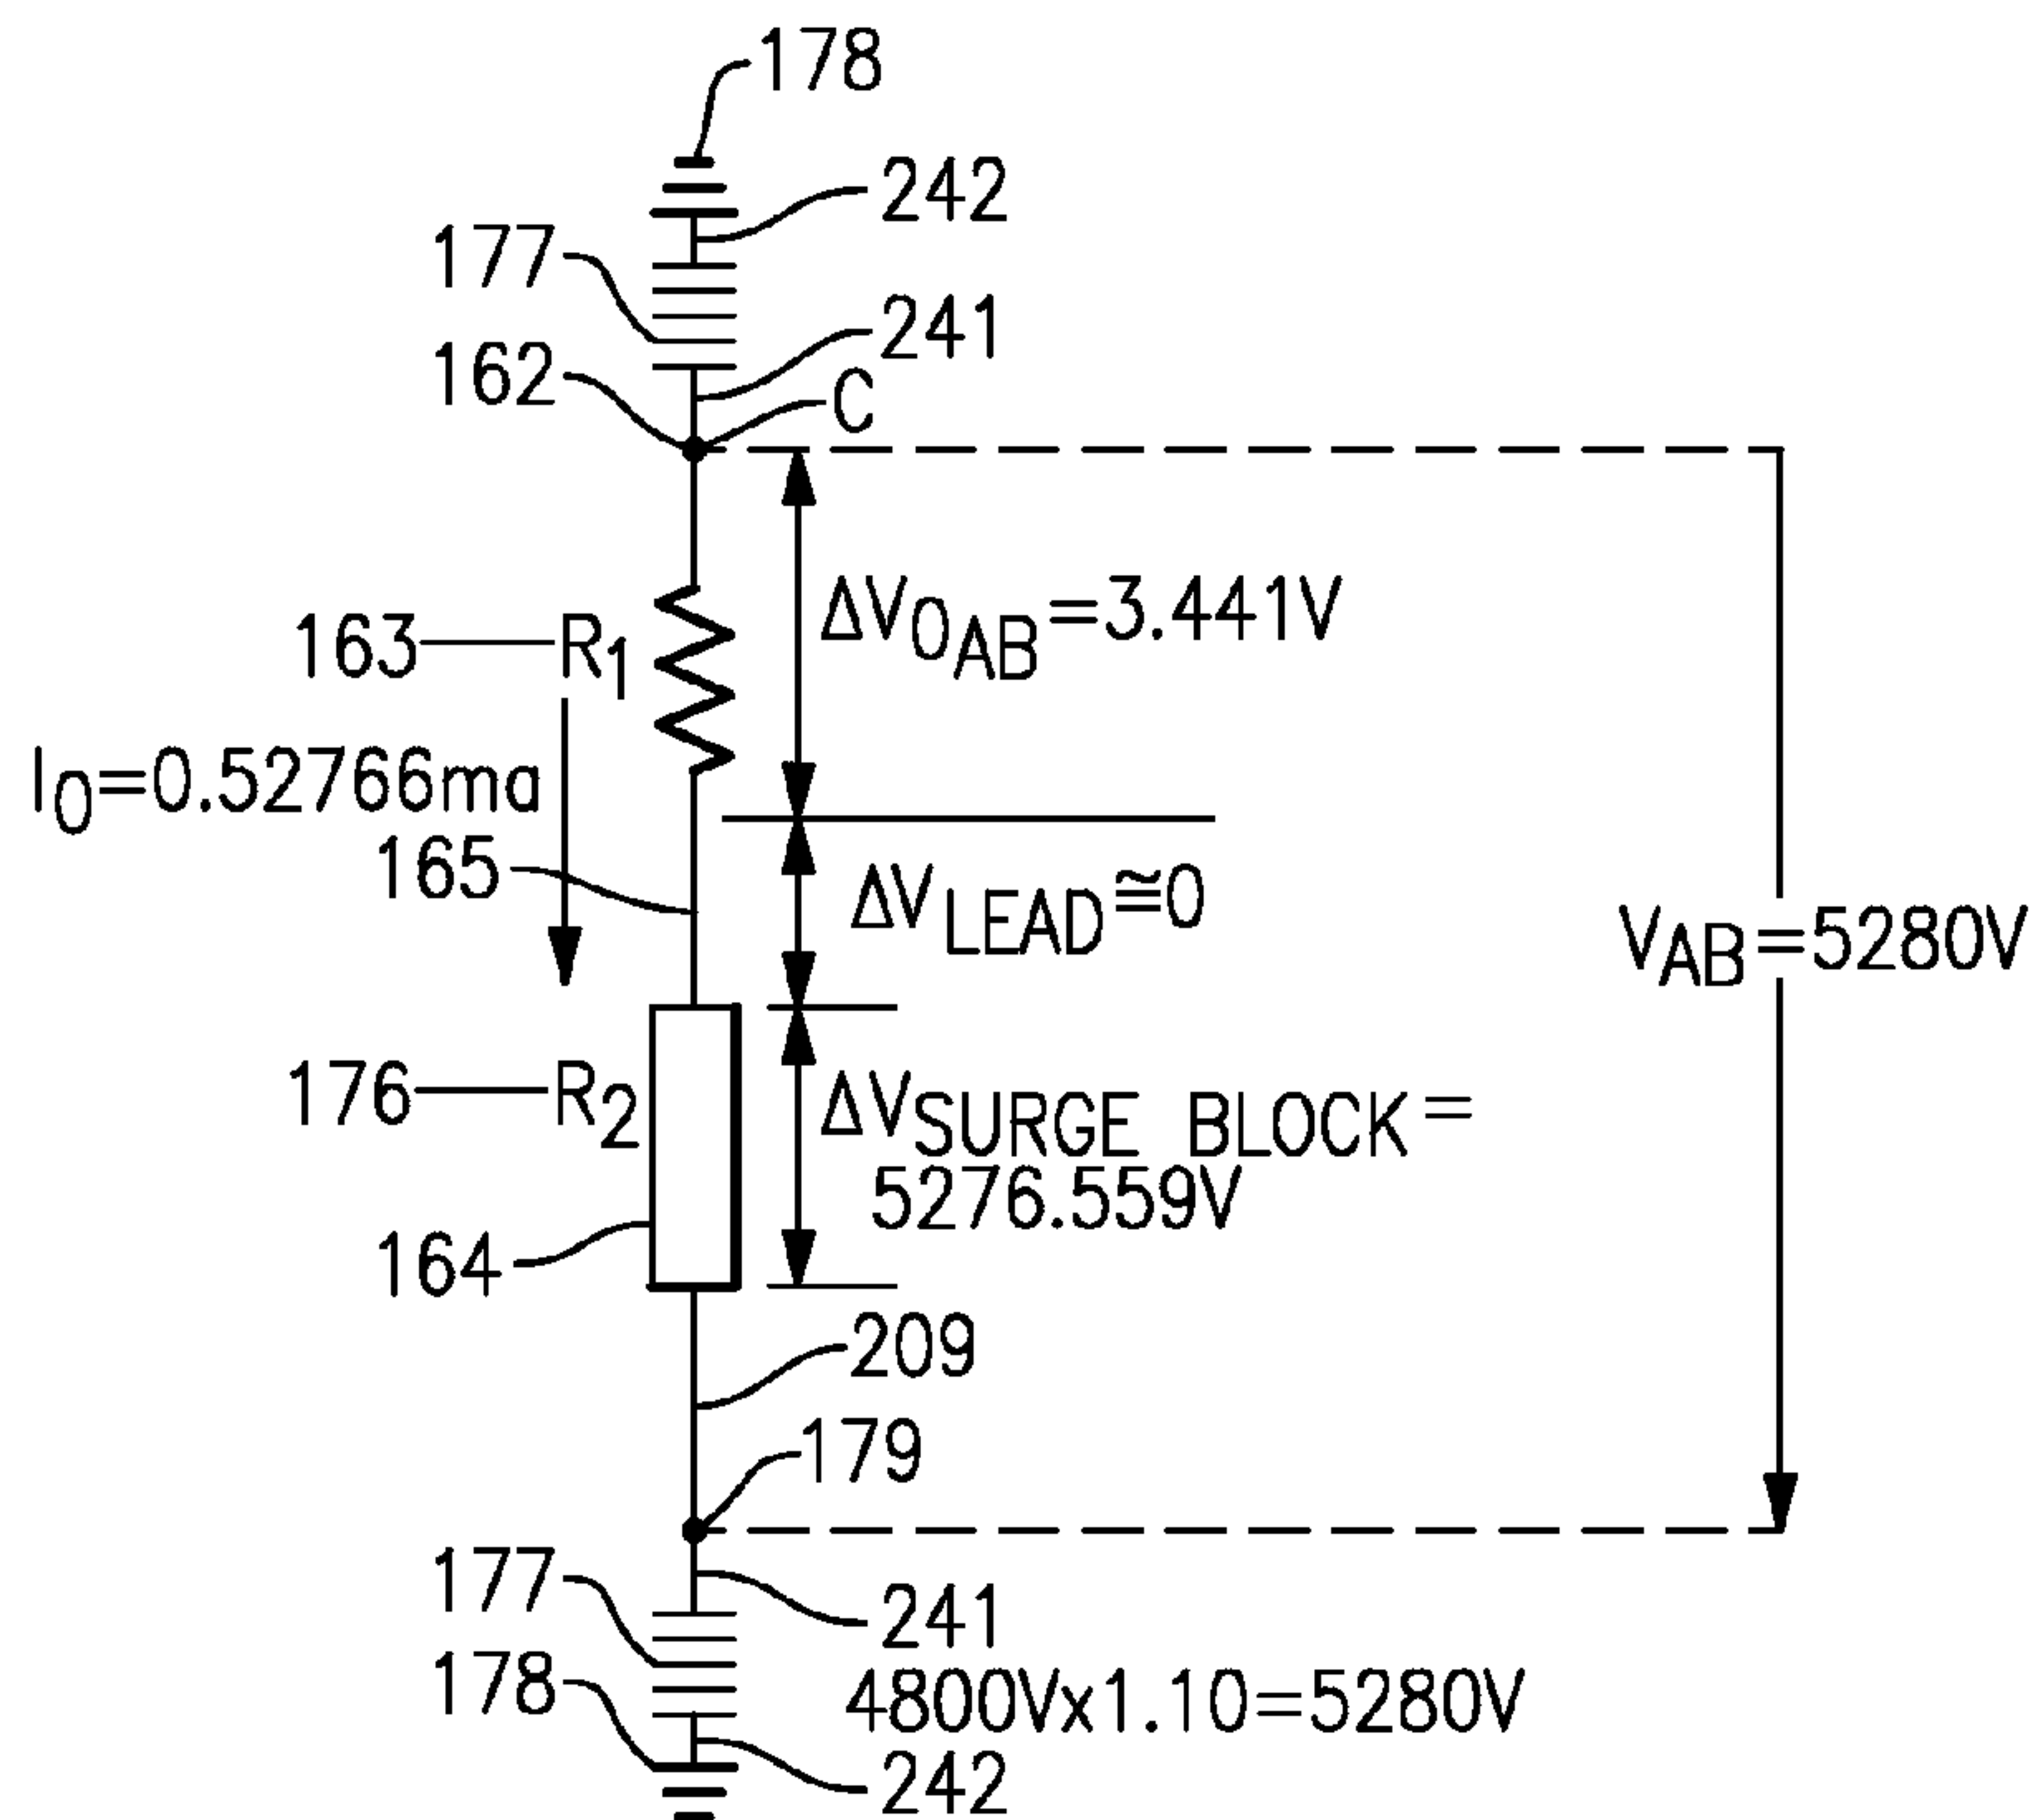 178
242
177
241
162
C
ΔV0AB=3.441V
163—R1
I0=0.52766ma
165
ΔVLEAD≅0
VAB=5280V
176—R2
ΔVSURGE BLOCK=
5276.559V
164
209
179
177
241
178
4800Vx1.10=5280V
242